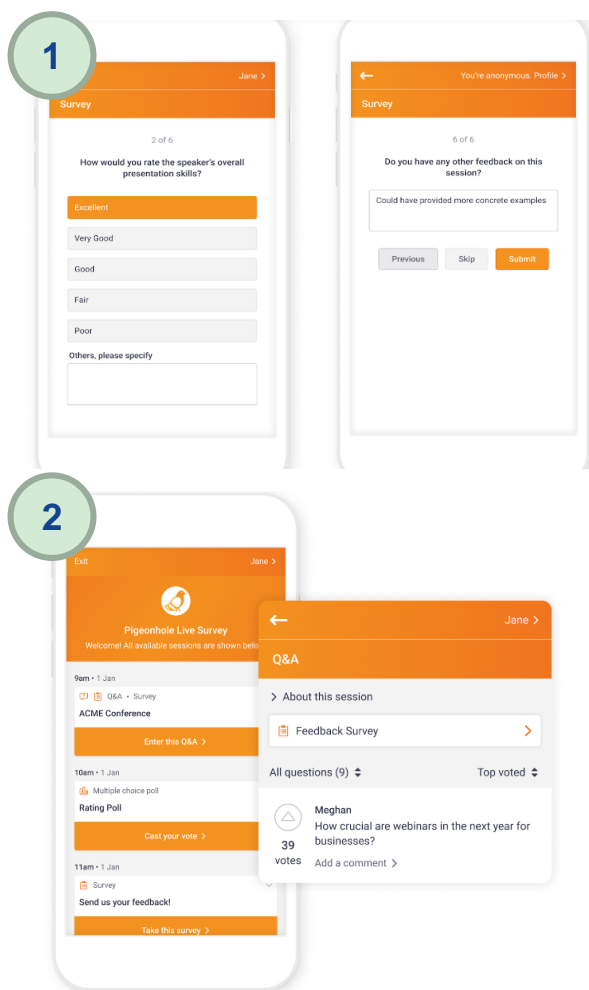 1
Jane >
Survey
2 of 6
How would you rate the speaker's overall
presentation skills?
Excellent
Very Good
Good
Fair
Poor
Others, please specify
You're anonymous. Profile >
Survey
6 of 6
Do you have any other feedback on this
session?
Could have provided more concrete examples
Previous Skip Submit
2
Exit Jane >
Pigeonhole Live Survey
Welcome! All available sessions are shown belo
9am • 1 Jan
Q&A • Survey
ACME Conference
Enter this Q&A >
10am • 1 Jan
Multiple choice poll
Rating Poll
Cast your vote >
11am • 1 Jan
Survey
Send us your feedback!
Take this survey >
Jane >
Q&A
> About this session
Feedback Survey >
All questions (9) Top voted
Meghan
How crucial are webinars in the next year for
businesses?
39
votes
Add a comment >